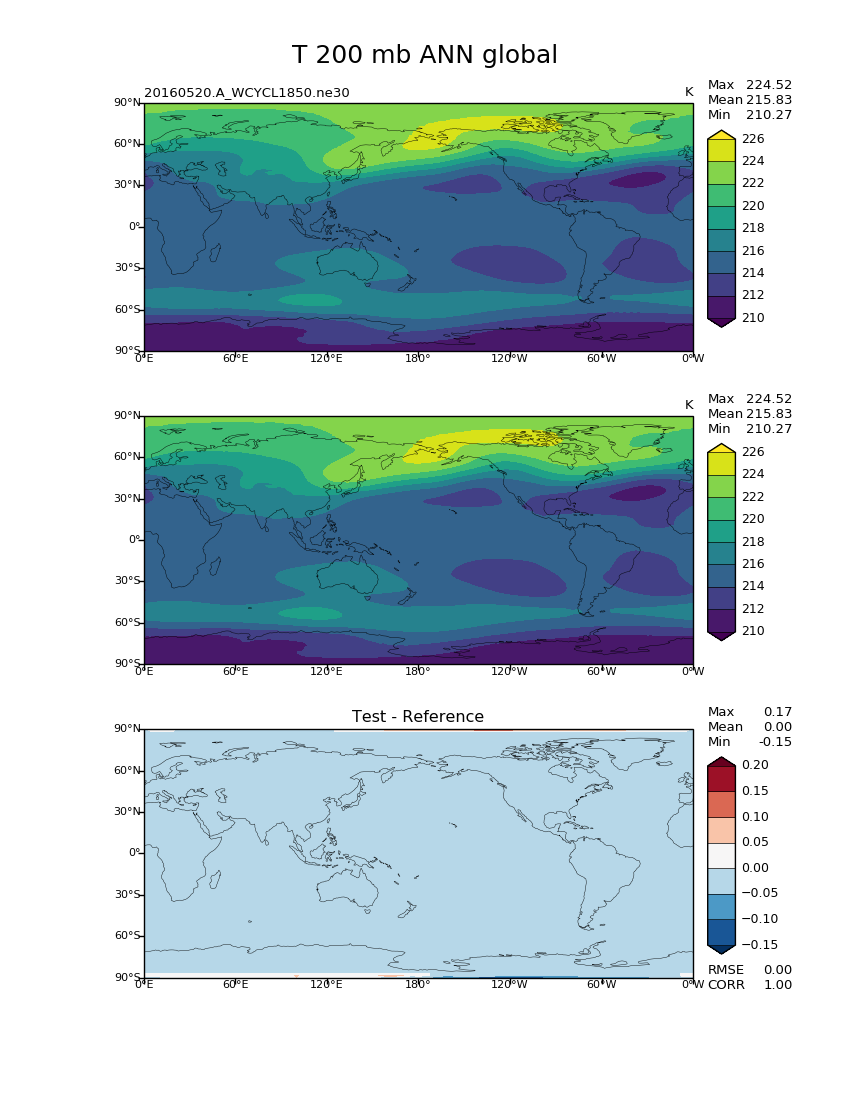 T 200 mb ANN global
20160520.A_WCYCL1850.ne30
K
Max 224.52
Mean 215.83
Min 210.27
90°N
60°N
30°N
0°
30°S
60°S
90°S
0°E 60°E 120°E 180° 120°W 60°W 0°W
226
224
222
220
218
216
214
212
210
K
Max 224.52
Mean 215.83
Min 210.27
90°N
60°N
30°N
0°
30°S
60°S
90°S
0°E 60°E 120°E 180° 120°W 60°W 0°W
226
224
222
220
218
216
214
212
210
Test - Reference
Max 0.17
Mean 0.00
Min -0.15
90°N
60°N
30°N
0°
30°S
60°S
90°S
0°E 60°E 120°E 180° 120°W 60°W 0°W
0.20
0.15
0.10
0.05
0.00
−0.05
−0.10
−0.15
RMSE 0.00
CORR 1.00